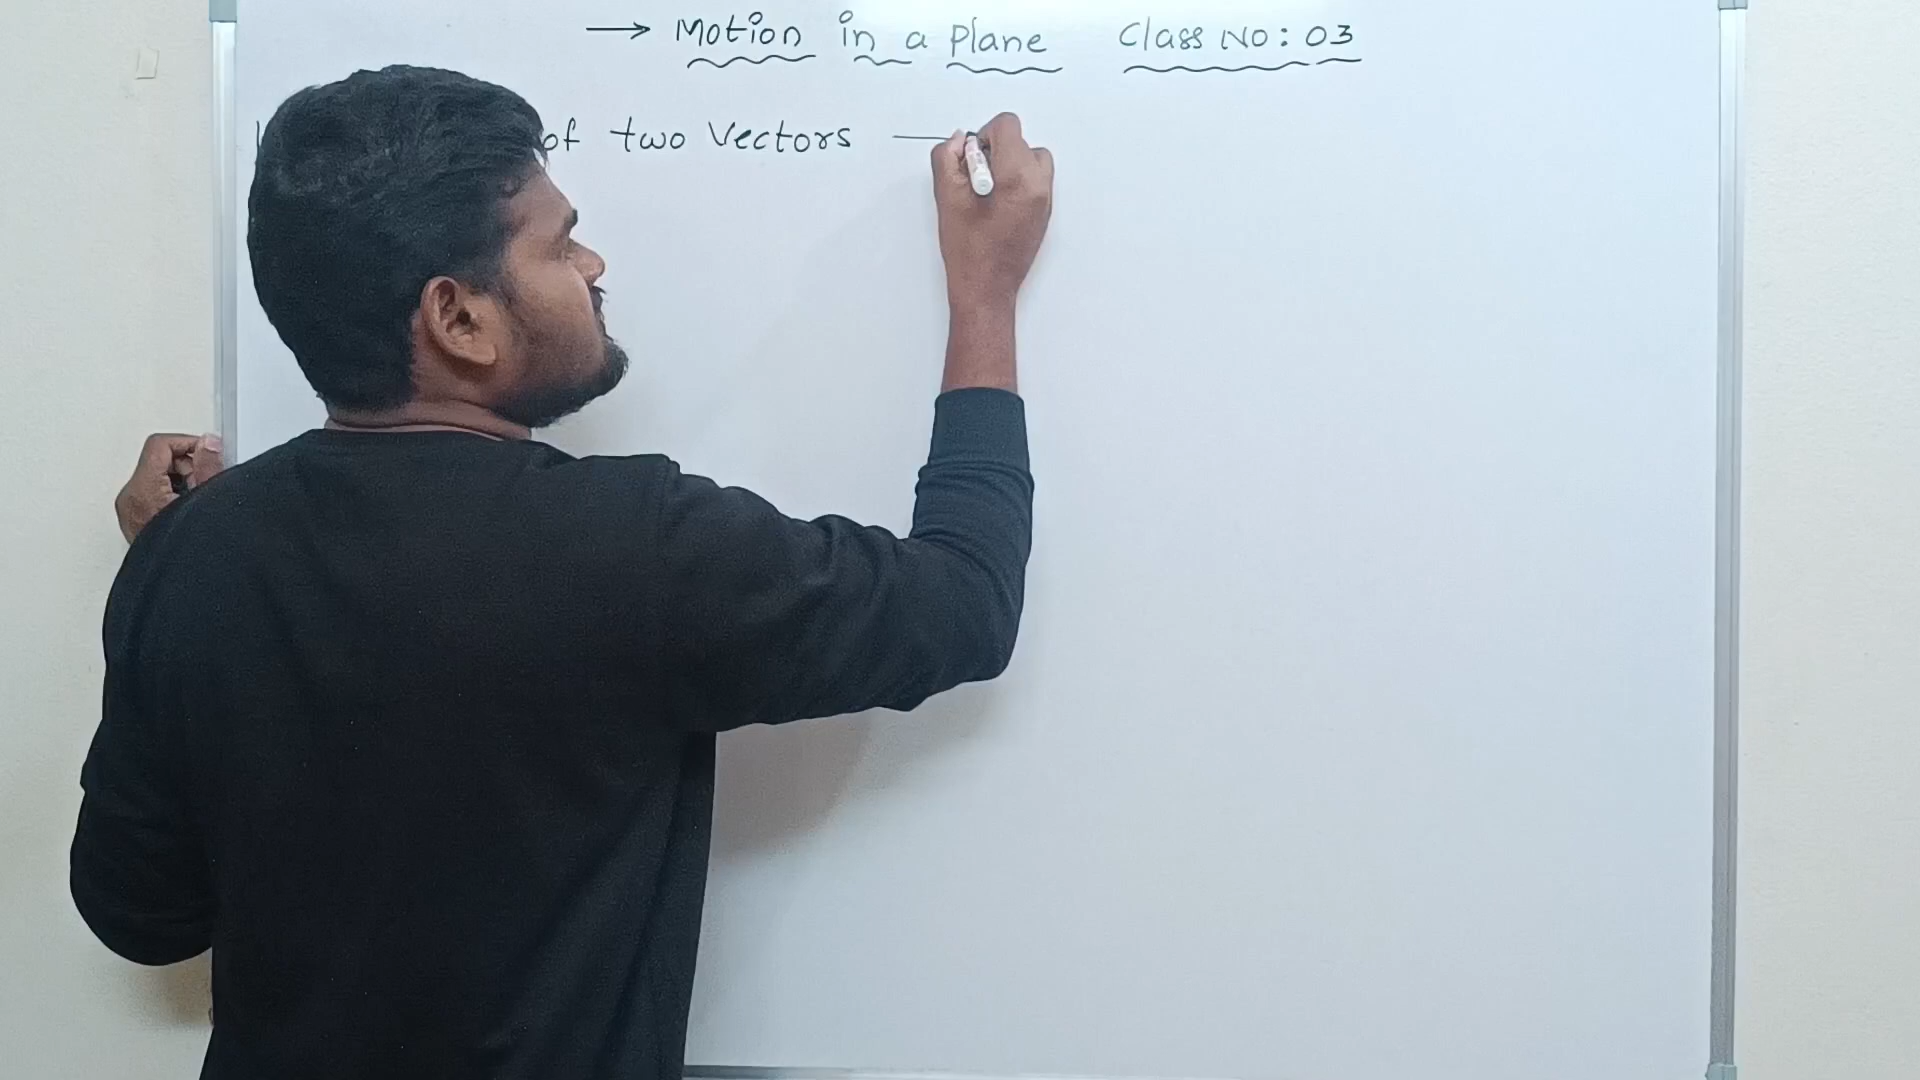 → Motion in a plane Class NO: 03
of two Vectors